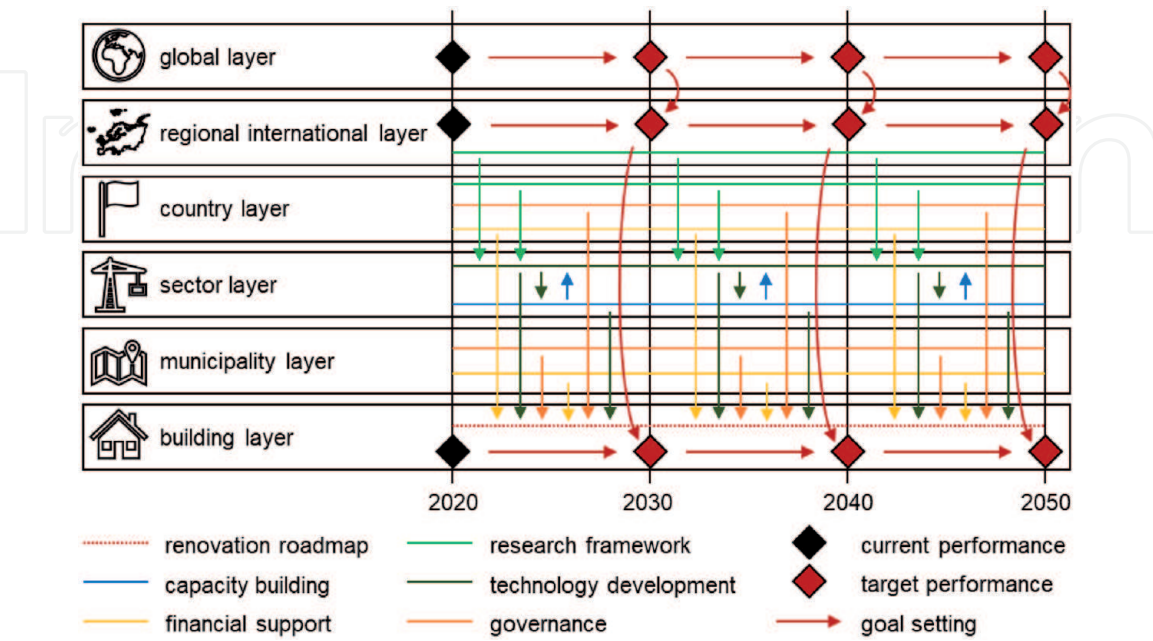 global layer
regional international layer
country layer
sector layer
municipality layer
building layer
2020 2030 2040 2050
renovation roadmap research framework current performance
capacity building technology development target performance
financial support governance goal setting